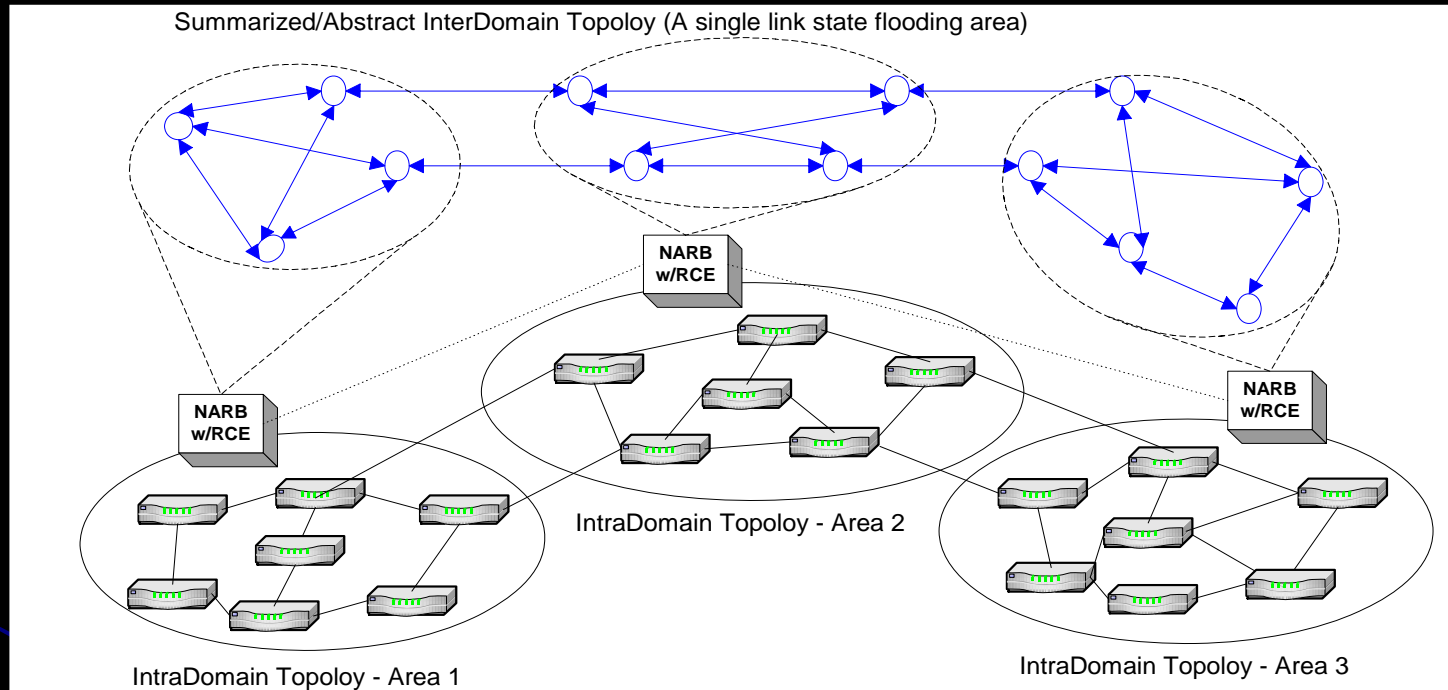 Summarized/Abstract InterDomain Topoloy (A single link state flooding area)
NARB
w/RCE
NARB
w/RCE
NARB
w/RCE
IntraDomain Topoloy - Area 2
IntraDomain Topoloy - Area 1
IntraDomain Topoloy - Area 3